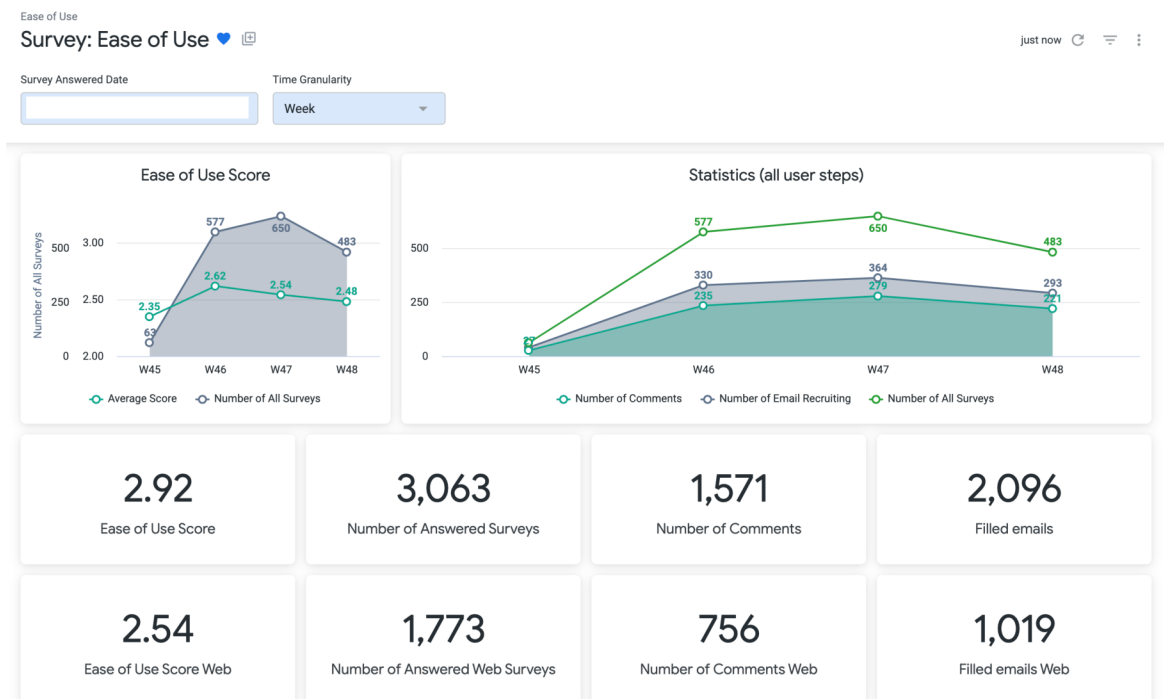 Ease of Use
Survey: Ease of Use
just now
Survey Answered Date
Time Granularity
Week
Ease of Use Score
Number of All Surveys
500
250
0
3.00
2.50
2.00
577
650
483
2.62
2.54
2.48
2.35
63
W45
W46
W47
W48
Average Score
Number of All Surveys
Statistics (all user steps)
500
250
0
577
650
483
330
364
293
235
279
221
27
W45
W46
W47
W48
Number of Comments
Number of Email Recruiting
Number of All Surveys
2.92
Ease of Use Score
3,063
Number of Answered Surveys
1,571
Number of Comments
2,096
Filled emails
2.54
Ease of Use Score Web
1,773
Number of Answered Web Surveys
756
Number of Comments Web
1,019
Filled emails Web